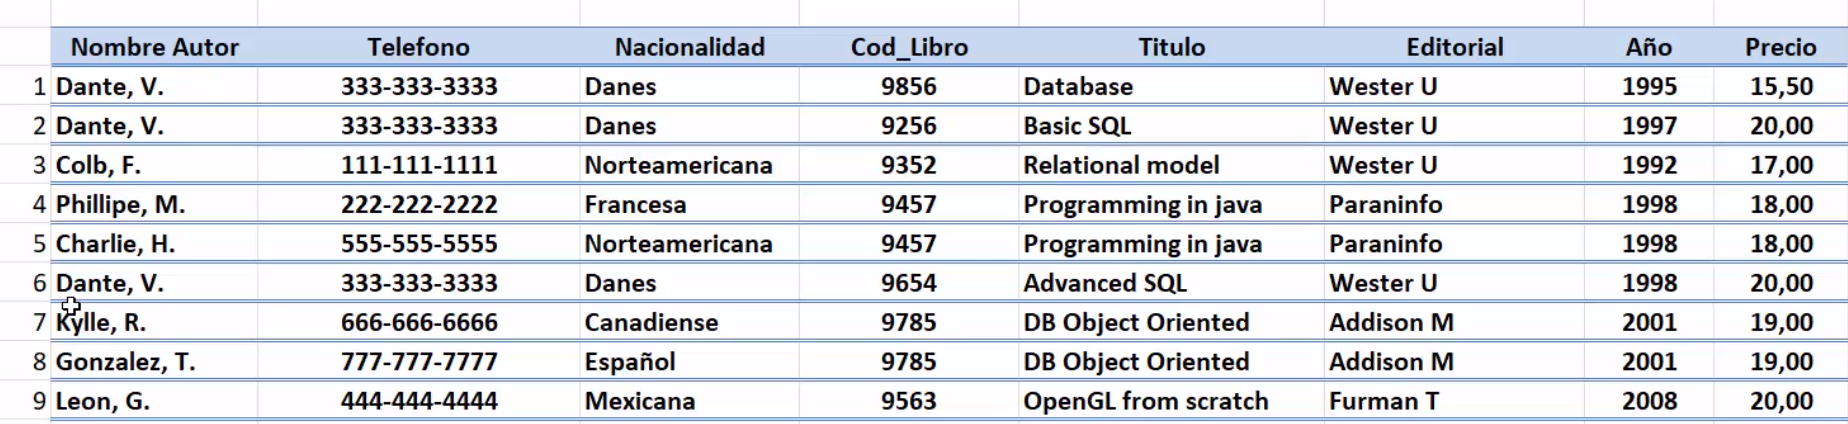 Nombre Autor Telefono Nacionalidad Cod_Libro Titulo Editorial Año Precio
1 Dante, V. 333-333-3333 Danes 9856 Database Wester U 1995 15,50
2 Dante, V. 333-333-3333 Danes 9256 Basic SQL Wester U 1997 20,00
3 Colb, F. 111-111-1111 Norteamericana 9352 Relational model Wester U 1992 17,00
4 Phillipe, M. 222-222-2222 Francesa 9457 Programming in java Paraninfo 1998 18,00
5 Charlie, H. 555-555-5555 Norteamericana 9457 Programming in java Paraninfo 1998 18,00
6 Dante, V. 333-333-3333 Danes 9654 Advanced SQL Wester U 1998 20,00
7 Kylle, R. 666-666-6666 Canadiense 9785 DB Object Oriented Addison M 2001 19,00
8 Gonzalez, T. 777-777-7777 Español 9785 DB Object Oriented Addison M 2001 19,00
9 Leon, G. 444-444-4444 Mexicana 9563 OpenGL from scratch Furman T 2008 20,00